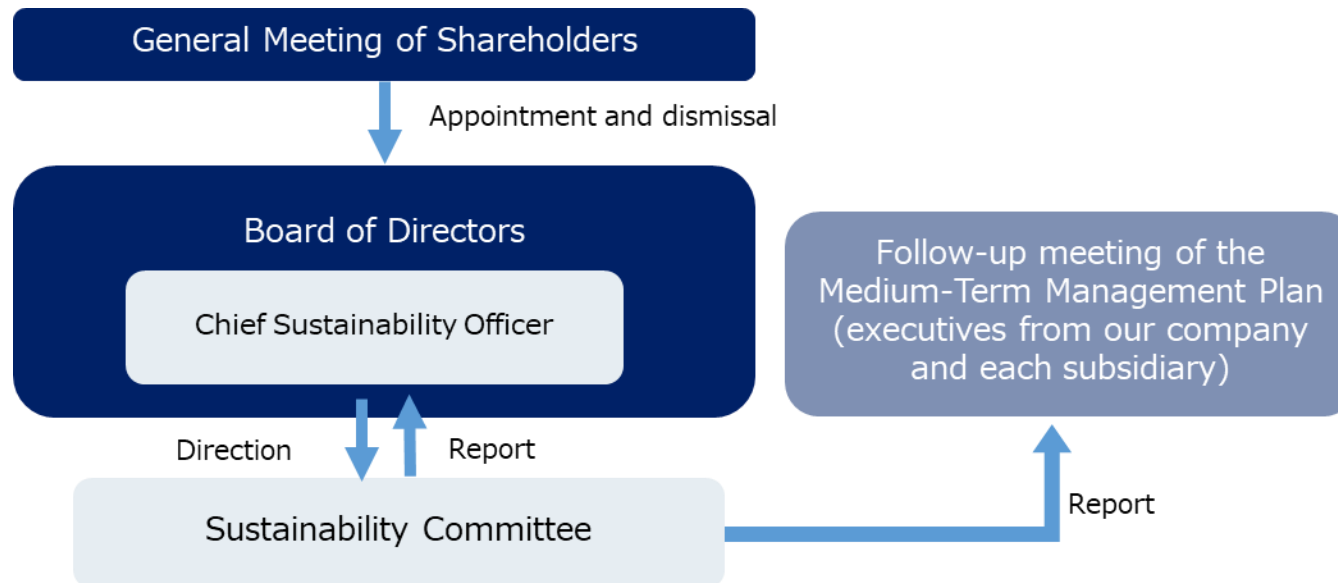 General Meeting of Shareholders
Appointment and dismissal
Board of Directors
Chief Sustainability Officer
Follow-up meeting of the
Medium-Term Management Plan
(executives from our company
and each subsidiary)
Direction
Report
Sustainability Committee
Report